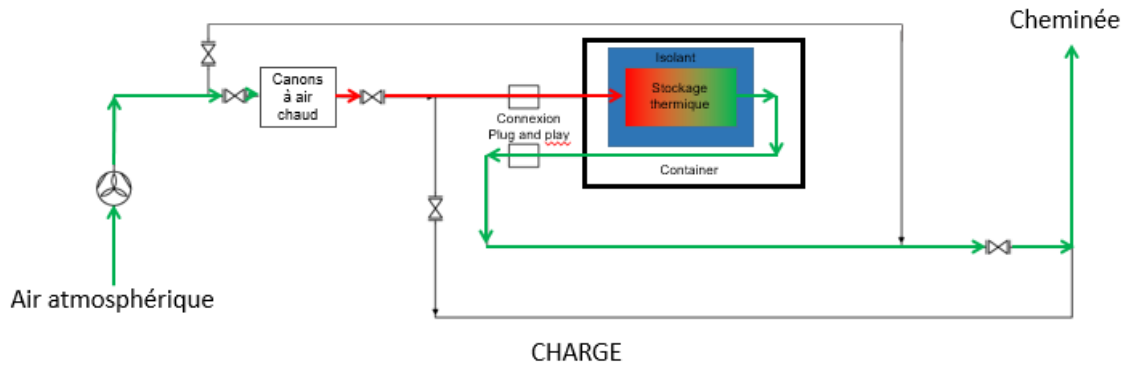 Cheminée
Isolant
Canons
à air
chaud
Stockage
thermique
Connexion
Plug and play
Container
Air atmosphérique
CHARGE